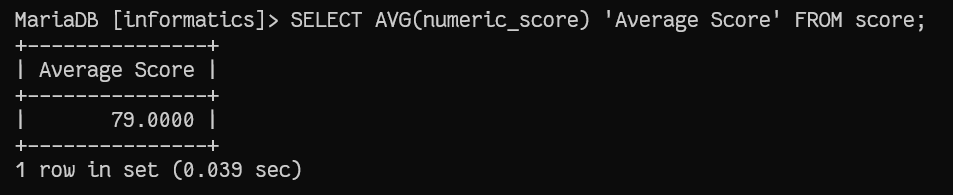 MariaDB [informatics]> SELECT AVG(numeric_score) 'Average Score' FROM score;
+---------------+
| Average Score |
+---------------+
|       79.0000 |
+---------------+
1 row in set (0.039 sec)